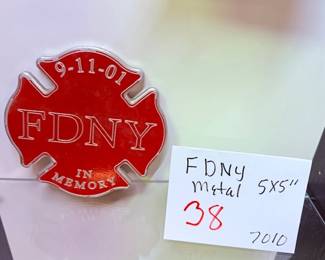 9-11-01
FDNY
IN
MEMORY
FDNY
metal 5x5"
38
7010